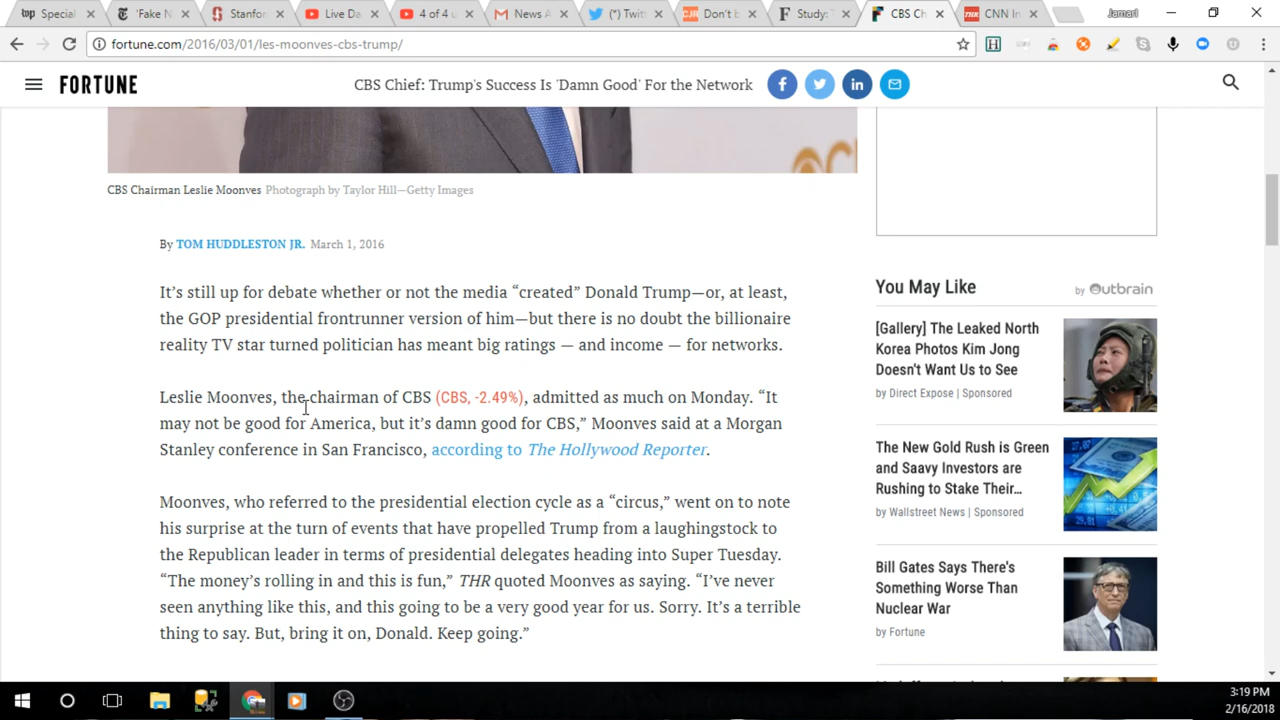 Special
'Fake N
Stanfor
Live Da
4 of 4 u
News A
(*) Twit
CJR Don't b
Study:
CBS Ch
THR CNN In
Jamarl
fortune.com/2016/03/01/les-moonves-cbs-trump/
FORTUNE
CBS Chief: Trump's Success Is 'Damn Good' For the Network
CBS Chairman Leslie Moonves Photograph by Taylor Hill—Getty Images
By TOM HUDDLESTON JR. March 1, 2016
It's still up for debate whether or not the media “created” Donald Trump—or, at least,
the GOP presidential frontrunner version of him—but there is no doubt the billionaire
reality TV star turned politician has meant big ratings — and income — for networks.
Leslie Moonves, the chairman of CBS (CBS, -2.49%), admitted as much on Monday. “It
may not be good for America, but it's damn good for CBS,” Moonves said at a Morgan
Stanley conference in San Francisco, according to The Hollywood Reporter.
Moonves, who referred to the presidential election cycle as a “circus,” went on to note
his surprise at the turn of events that have propelled Trump from a laughingstock to
the Republican leader in terms of presidential delegates heading into Super Tuesday.
“The money's rolling in and this is fun,” THR quoted Moonves as saying. “I've never
seen anything like this, and this going to be a very good year for us. Sorry. It's a terrible
thing to say. But, bring it on, Donald. Keep going.”
You May Like
by Outbrain
[Gallery] The Leaked North
Korea Photos Kim Jong
Doesn't Want Us to See
by Direct Expose | Sponsored
The New Gold Rush is Green
and Saavy Investors are
Rushing to Stake Their...
by Wallstreet News | Sponsored
Bill Gates Says There's
Something Worse Than
Nuclear War
by Fortune
3:19 PM
2/16/2018